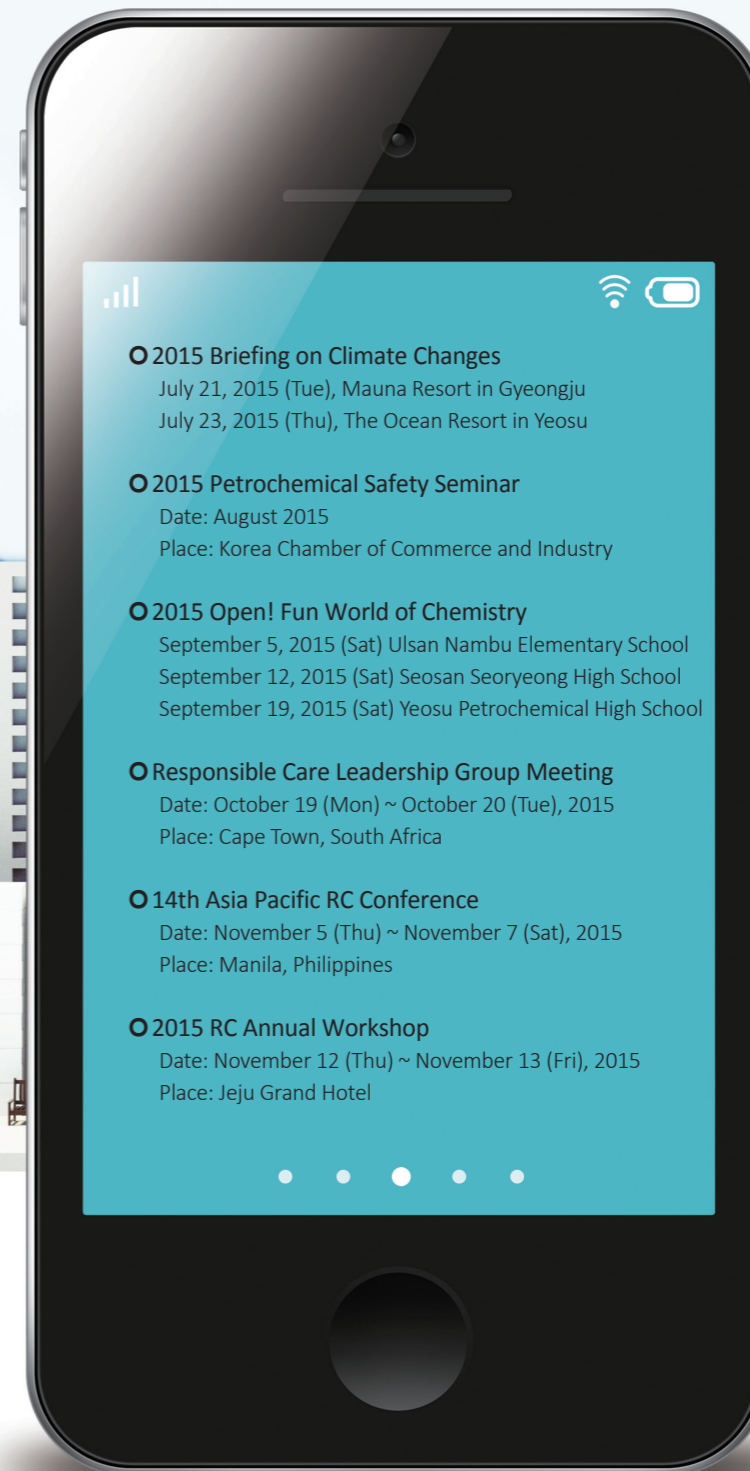 2015 Briefing on Climate Changes
July 21, 2015 (Tue), Mauna Resort in Gyeongju
July 23, 2015 (Thu), The Ocean Resort in Yeosu
2015 Petrochemical Safety Seminar
Date: August 2015
Place: Korea Chamber of Commerce and Industry
2015 Open! Fun World of Chemistry
September 5, 2015 (Sat) Ulsan Nambu Elementary School
September 12, 2015 (Sat) Seosan Seoryeong High School
September 19, 2015 (Sat) Yeosu Petrochemical High School
Responsible Care Leadership Group Meeting
Date: October 19 (Mon) ~ October 20 (Tue), 2015
Place: Cape Town, South Africa
14th Asia Pacific RC Conference
Date: November 5 (Thu) ~ November 7 (Sat), 2015
Place: Manila, Philippines
2015 RC Annual Workshop
Date: November 12 (Thu) ~ November 13 (Fri), 2015
Place: Jeju Grand Hotel